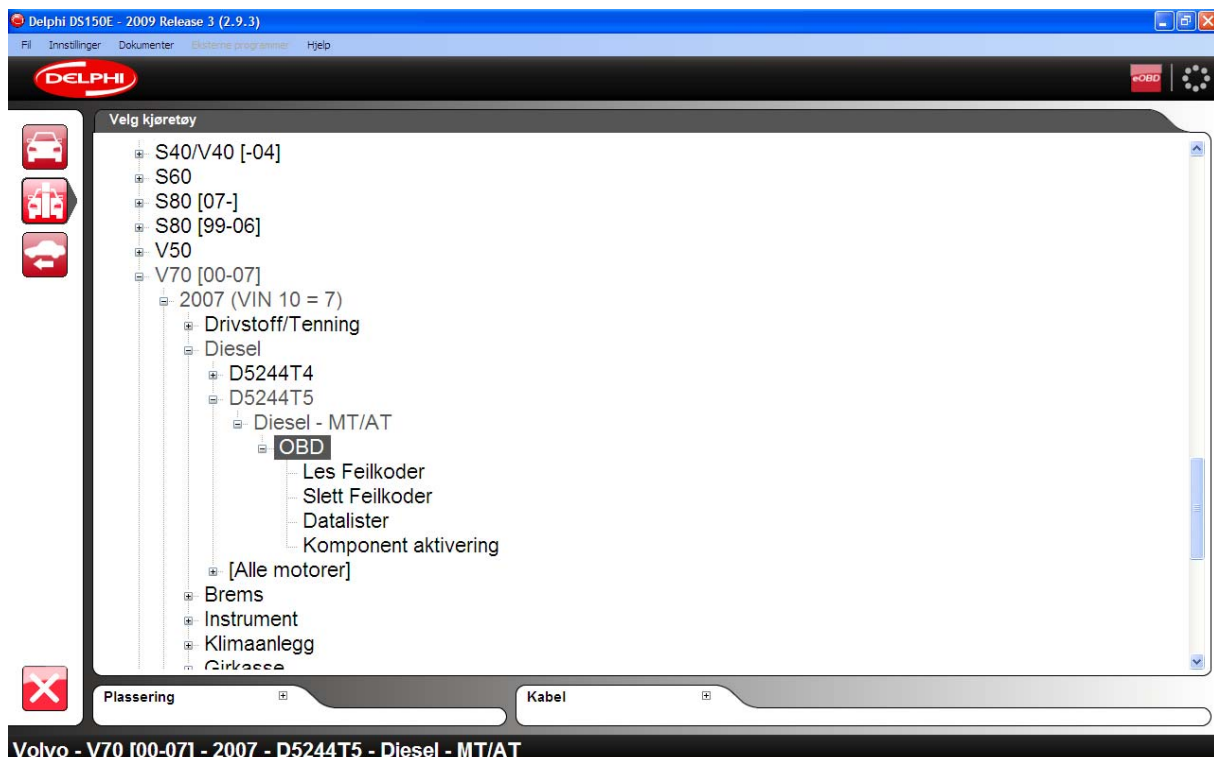 Delphi DS150E - 2009 Release 3 (2.9.3)
Fil Innstillinger Dokumenter Eksterne programmer Hjelp
DELPHI
eOBD
Velg kjøretøy
S40/V40 [-04]
S60
S80 [07-]
S80 [99-06]
V50
V70 [00-07]
2007 (VIN 10 = 7)
Drivstoff/Tenning
Diesel
D5244T4
D5244T5
Diesel - MT/AT
OBD
Les Feilkoder
Slett Feilkoder
Datalister
Komponent aktivering
[Alle motorer]
Brems
Instrument
Klimaanlegg
Girkasse
Plassering Kabel
Volvo - V70 [00-07] - 2007 - D5244T5 - Diesel - MT/AT